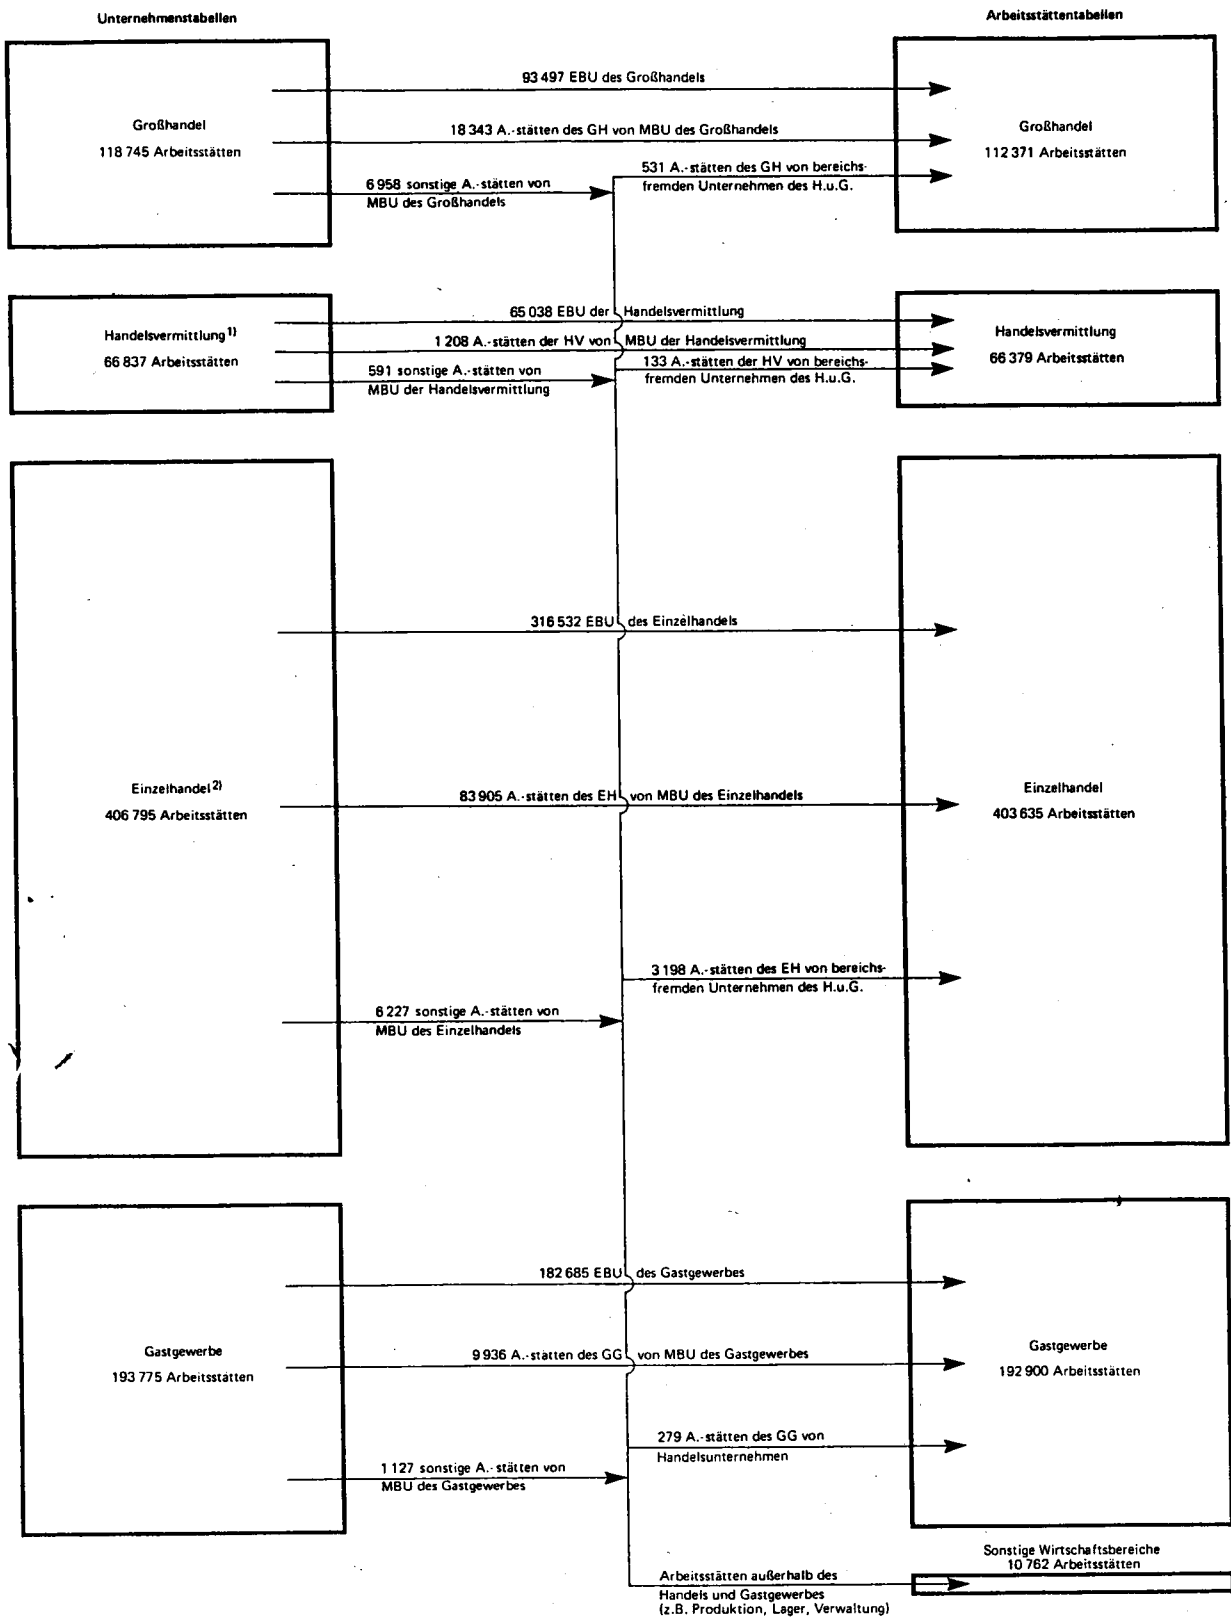 Unternehmenstabellen
Arbeitsstättentabellen
93 497 EBU des Großhandels
Großhandel
118 745 Arbeitsstätten
18 343 A.-stätten des GH von MBU des Großhandels
Großhandel
112 371 Arbeitsstätten
531 A.-stätten des GH von bereichs-
fremden Unternehmen des H.u.G.
6 958 sonstige A.-stätten von
MBU des Großhandels
65 038 EBU der Handelsvermittlung
Handelsvermittlung 1)
66 837 Arbeitsstätten
1 208 A.-stätten der HV von MBU der Handelsvermittlung
Handelsvermittlung
66 379 Arbeitsstätten
133 A.-stätten der HV von bereichs-
fremden Unternehmen des H.u.G.
591 sonstige A.-stätten von
MBU der Handelsvermittlung
316 532 EBU des Einzelhandels
Einzelhandel 2)
406 795 Arbeitsstätten
83 905 A.-stätten des EH von MBU des Einzelhandels
Einzelhandel
403 635 Arbeitsstätten
3 198 A.-stätten des EH von bereichs-
fremden Unternehmen des H.u.G.
6 227 sonstige A.-stätten von
MBU des Einzelhandels
182 685 EBU des Gastgewerbes
Gastgewerbe
193 775 Arbeitsstätten
9 936 A.-stätten des GG von MBU des Gastgewerbes
Gastgewerbe
192 900 Arbeitsstätten
279 A.-stätten des GG von
Handelsunternehmen
1 127 sonstige A.-stätten von
MBU des Gastgewerbes
Sonstige Wirtschaftsbereiche
10 762 Arbeitsstätten
Arbeitsstätten außerhalb des
Handels und Gastgewerbes
(z.B. Produktion, Lager, Verwaltung)